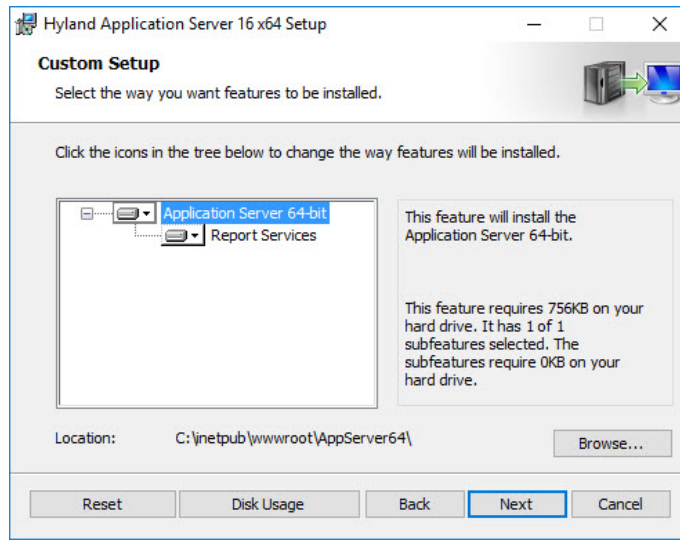 Hyland Application Server 16 x64 Setup
Custom Setup
Select the way you want features to be installed.
Click the icons in the tree below to change the way features will be installed.
Application Server 64-bit
Report Services
This feature will install the
Application Server 64-bit.
This feature requires 756KB on your
hard drive. It has 1 of 1
subfeatures selected. The
subfeatures require 0KB on your
hard drive.
Location: C:\inetpub\wwwroot\AppServer64\
Browse...
Reset Disk Usage Back Next Cancel